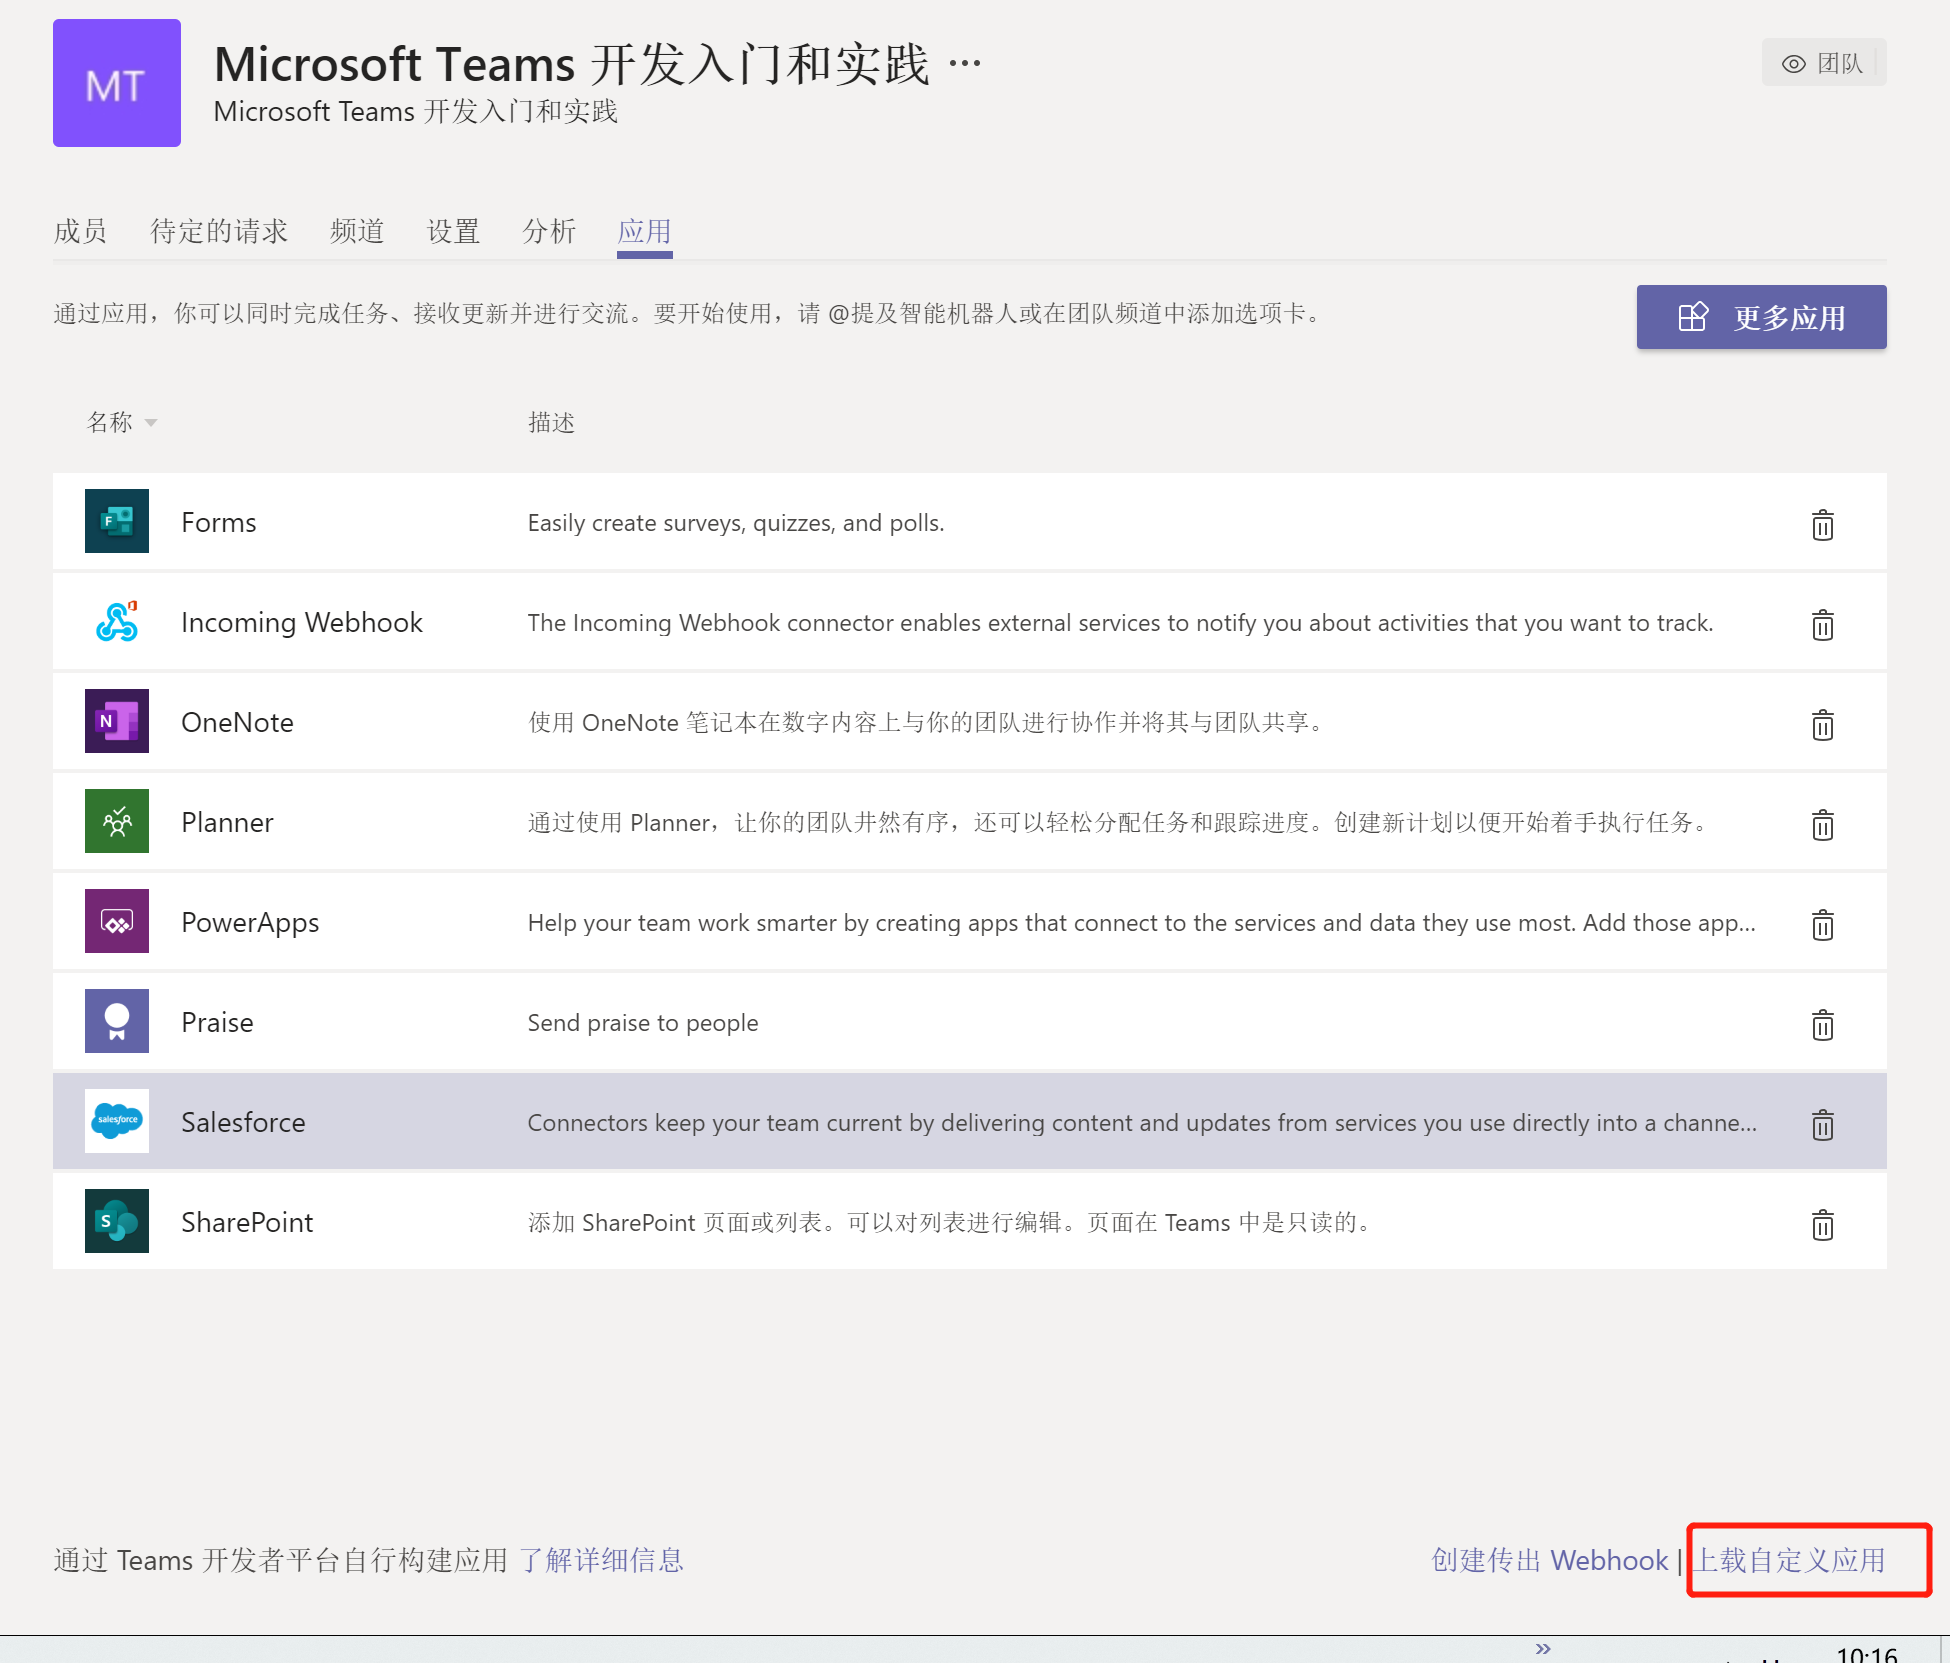 MT
Microsoft Teams 开发入门和实践 ···
Microsoft Teams 开发入门和实践
团队
成员 待定的请求 频道 设置 分析 应用
通过应用，你可以同时完成任务、接收更新并进行交流。要开始使用，请 @提及智能机器人或在团队频道中添加选项卡。
更多应用
名称 描述
Forms Easily create surveys, quizzes, and polls.
Incoming Webhook The Incoming Webhook connector enables external services to notify you about activities that you want to track.
OneNote 使用 OneNote 笔记本在数字内容上与你的团队进行协作并将其与团队共享。
Planner 通过使用 Planner，让你的团队井然有序，还可以轻松分配任务和跟踪进度。创建新计划以便开始着手执行任务。
PowerApps Help your team work smarter by creating apps that connect to the services and data they use most. Add those app...
Praise Send praise to people
salesforce Salesforce Connectors keep your team current by delivering content and updates from services you use directly into a channe...
SharePoint 添加 SharePoint 页面或列表。可以对列表进行编辑。页面在 Teams 中是只读的。
通过 Teams 开发者平台自行构建应用 了解详细信息 创建传出 Webhook | 上载自定义应用
10:16